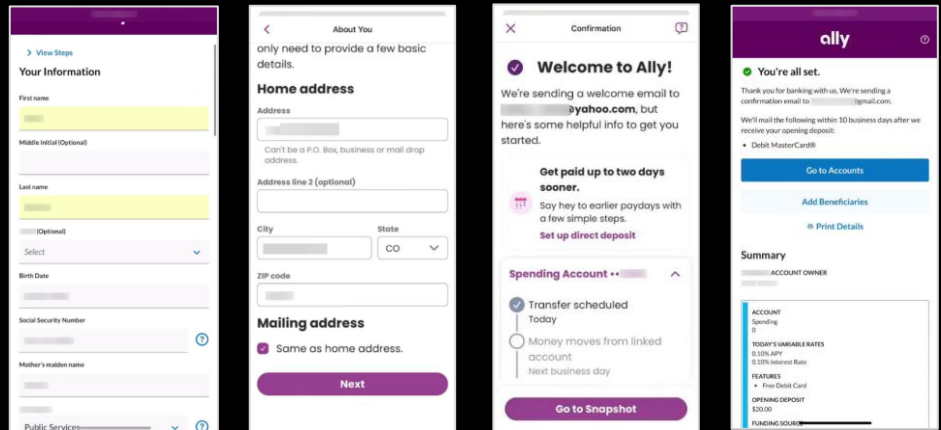 View Steps
Your Information
First name
Middle Initial (Optional)
Last name
(Optional)
Select
Birth Date
Social Security Number
Mother's maiden name
Public Services
About You
only need to provide a few basic
details.
Home address
Address
Can't be a P.O. Box, business or mail drop
address.
Address line 2 (optional)
City
State
CO
ZIP code
Mailing address
Same as home address.
Next
Confirmation
Welcome to Ally!
We're sending a welcome email to
@yahoo.com, but
here's some helpful info to get you
started.
Get paid up to two days
sooner.
Say hey to earlier paydays with
a few simple steps.
Set up direct deposit
Spending Account ••
Transfer scheduled
Today
Money moves from linked
account
Next business day
Go to Snapshot
ally
You're all set.
Thank you for banking with us. We're sending a
confirmation email to gmail.com.
We'll mail the following within 10 business days after we
receive your opening deposit:
• Debit MasterCard®
Go to Accounts
Add Beneficiaries
Print Details
Summary
ACCOUNT OWNER
ACCOUNT
Spending
0
TODAY'S VARIABLE RATES
0.10% APY
0.10% Interest Rate
FEATURES
• Free Debit Card
OPENING DEPOSIT
$20.00
FUNDING SOURCE